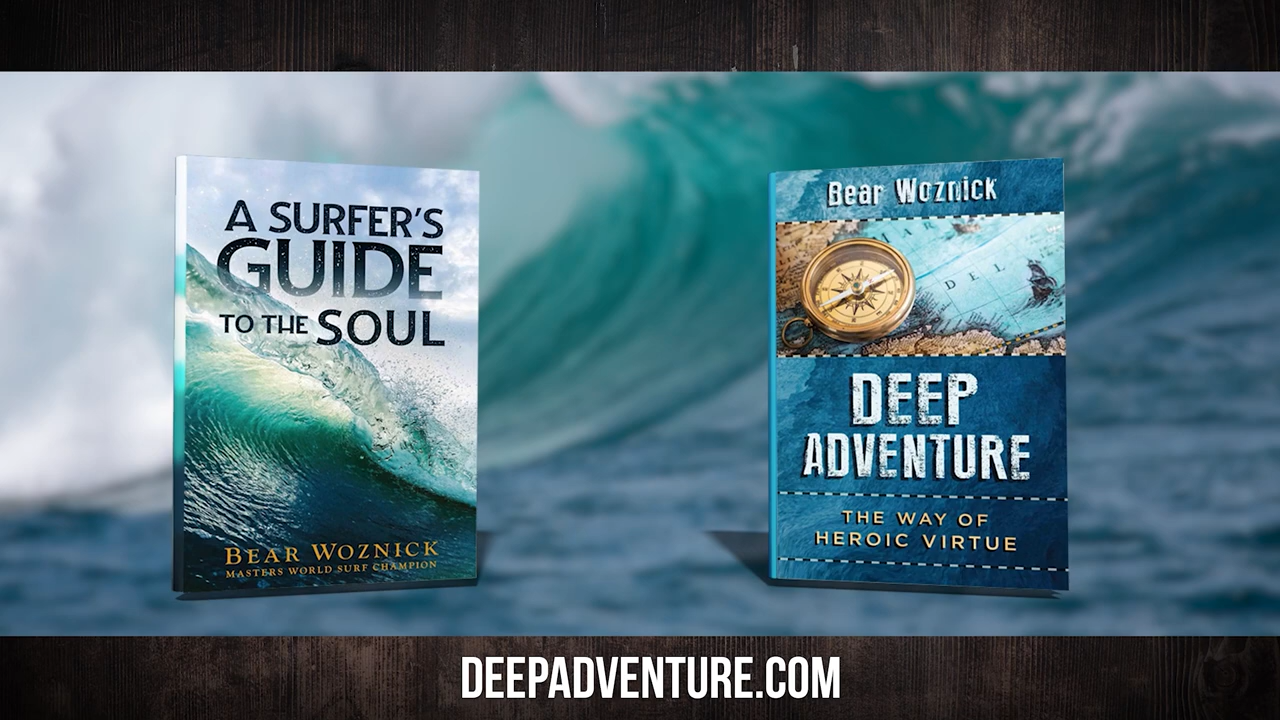 A SURFER'S
GUIDE
TO THE SOUL
BEAR WOZNICK
MASTERS WORLD SURF CHAMPION
Bear Woznick
DEL
DEEP
ADVENTURE
THE WAY OF
HEROIC VIRTUE
DEEPADVENTURE.COM